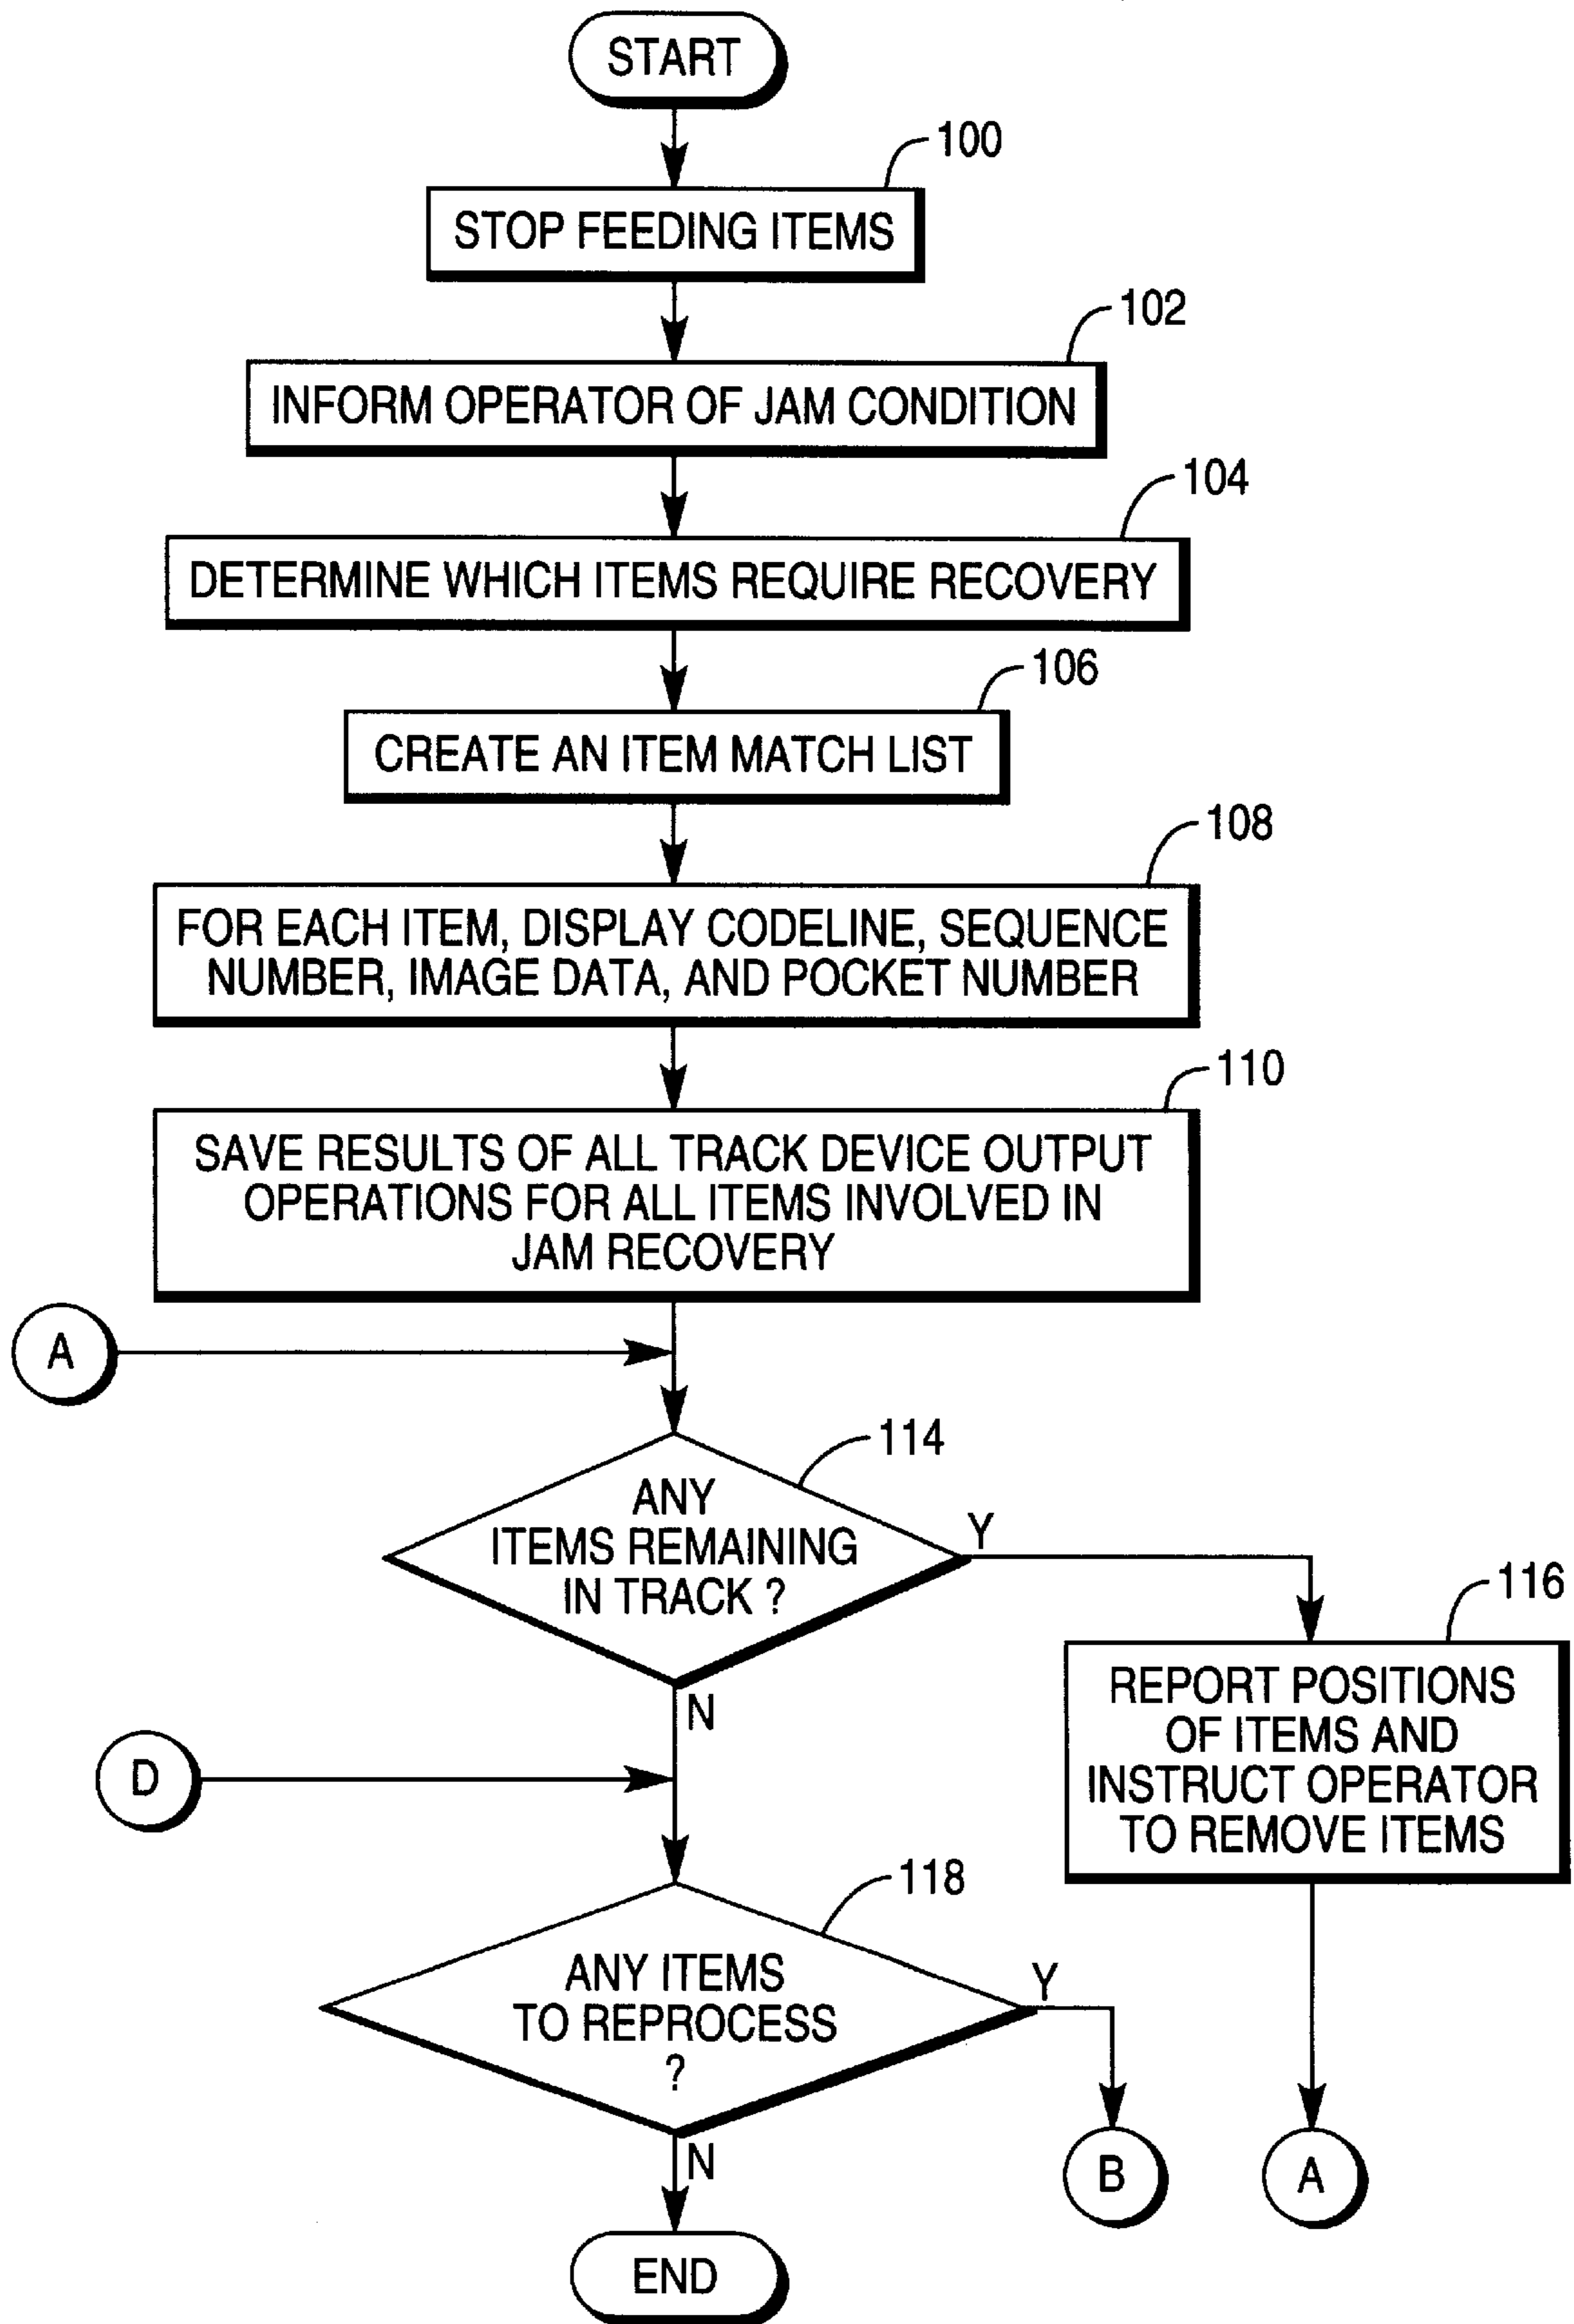 START
100
STOP FEEDING ITEMS
102
INFORM OPERATOR OF JAM CONDITION
104
DETERMINE WHICH ITEMS REQUIRE RECOVERY
106
CREATE AN ITEM MATCH LIST
108
FOR EACH ITEM, DISPLAY CODELINE, SEQUENCE
NUMBER, IMAGE DATA, AND POCKET NUMBER
110
SAVE RESULTS OF ALL TRACK DEVICE OUTPUT
OPERATIONS FOR ALL ITEMS INVOLVED IN
JAM RECOVERY
A
114
ANY
ITEMS REMAINING
IN TRACK ?
Y
N
116
REPORT POSITIONS
OF ITEMS AND
INSTRUCT OPERATOR
TO REMOVE ITEMS
D
118
ANY ITEMS
TO REPROCESS
?
Y
N
B
A
END